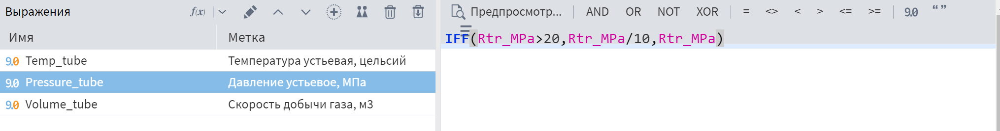 Выражения
f(x)
Имя Метка
9.0 Temp_tube Температура устьевая, цельсий
9.0 Pressure_tube Давление устьевое, МПа
9.0 Volume_tube Скорость добычи газа, м3
Предпросмотр... AND OR NOT XOR = <> < > <= >= 9.0 “ ”
IFF(Rtr_MPa>20,Rtr_MPa/10,Rtr_MPa)